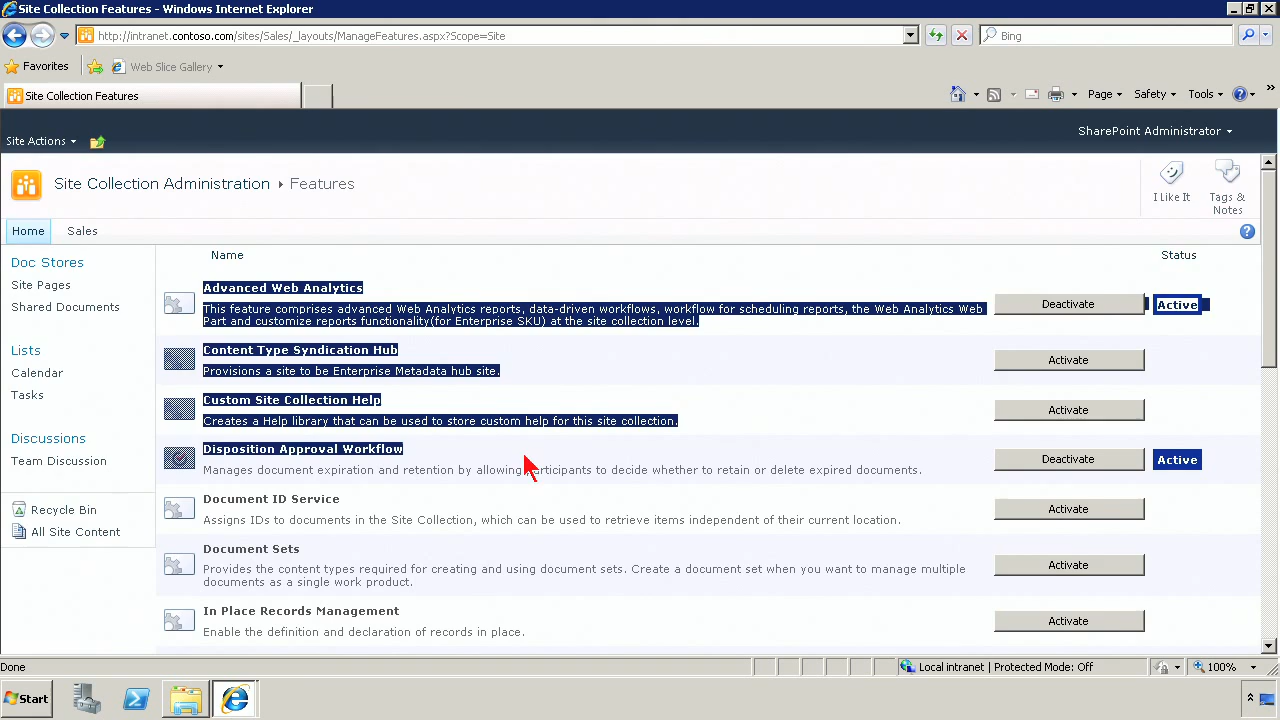 Site Collection Features - Windows Internet Explorer
http://intranet.contoso.com/sites/Sales/_layouts/ManageFeatures.aspx?Scope=Site
Bing
Favorites
Web Slice Gallery
Site Collection Features
Page
Safety
Tools
»
SharePoint Administrator
Site Actions
Site Collection Administration
Features
I Like It
Tags &
Notes
Home
Sales
Doc Stores
Site Pages
Shared Documents
Lists
Calendar
Tasks
Discussions
Team Discussion
Recycle Bin
All Site Content
Name
Status
Advanced Web Analytics
This feature comprises advanced Web Analytics reports, data-driven workflows, workflow for scheduling reports, the Web Analytics Web
Part and customize reports functionality(for Enterprise SKU) at the site collection level.
Deactivate
Active
Content Type Syndication Hub
Provisions a site to be Enterprise Metadata hub site.
Activate
Custom Site Collection Help
Creates a Help library that can be used to store custom help for this site collection.
Activate
Disposition Approval Workflow
Manages document expiration and retention by allowing participants to decide whether to retain or delete expired documents.
Deactivate
Active
Document ID Service
Assigns IDs to documents in the Site Collection, which can be used to retrieve items independent of their current location.
Activate
Document Sets
Provides the content types required for creating and using document sets. Create a document set when you want to manage multiple
documents as a single work product.
Activate
In Place Records Management
Enable the definition and declaration of records in place.
Activate
Done
Local intranet | Protected Mode: Off
100%
Start